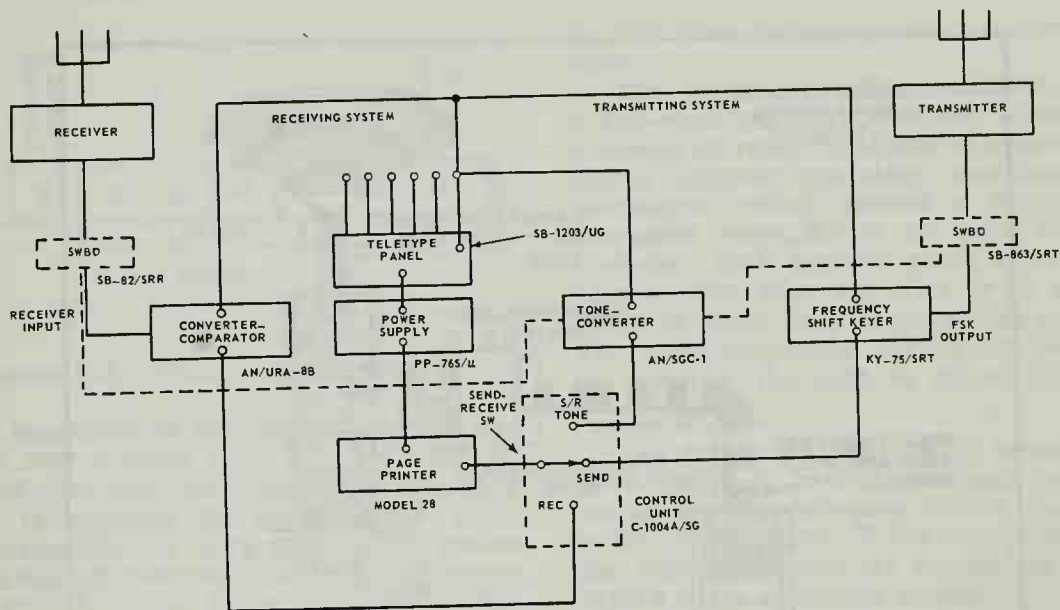 RECEIVER
RECEIVING SYSTEM
TRANSMITTING SYSTEM
TRANSMITTER
SWBD
SB-82/SRR
TELETYPE
PANEL
SB-1203/UG
SWBD
SB-863/SRT
RECEIVER
INPUT
CONVERTER-
COMPARATOR
AN/URA-8B
POWER
SUPPLY
PP-765/U
TONE-
CONVERTER
AN/SGC-1
FREQUENCY
SHIFT KEYER
KY-75/SRT
FSK
OUTPUT
SEND-
RECEIVE
SW
S/R
TONE
PAGE
PRINTER
MODEL 28
SEND
REC
CONTROL
UNIT
C-1004A/SG